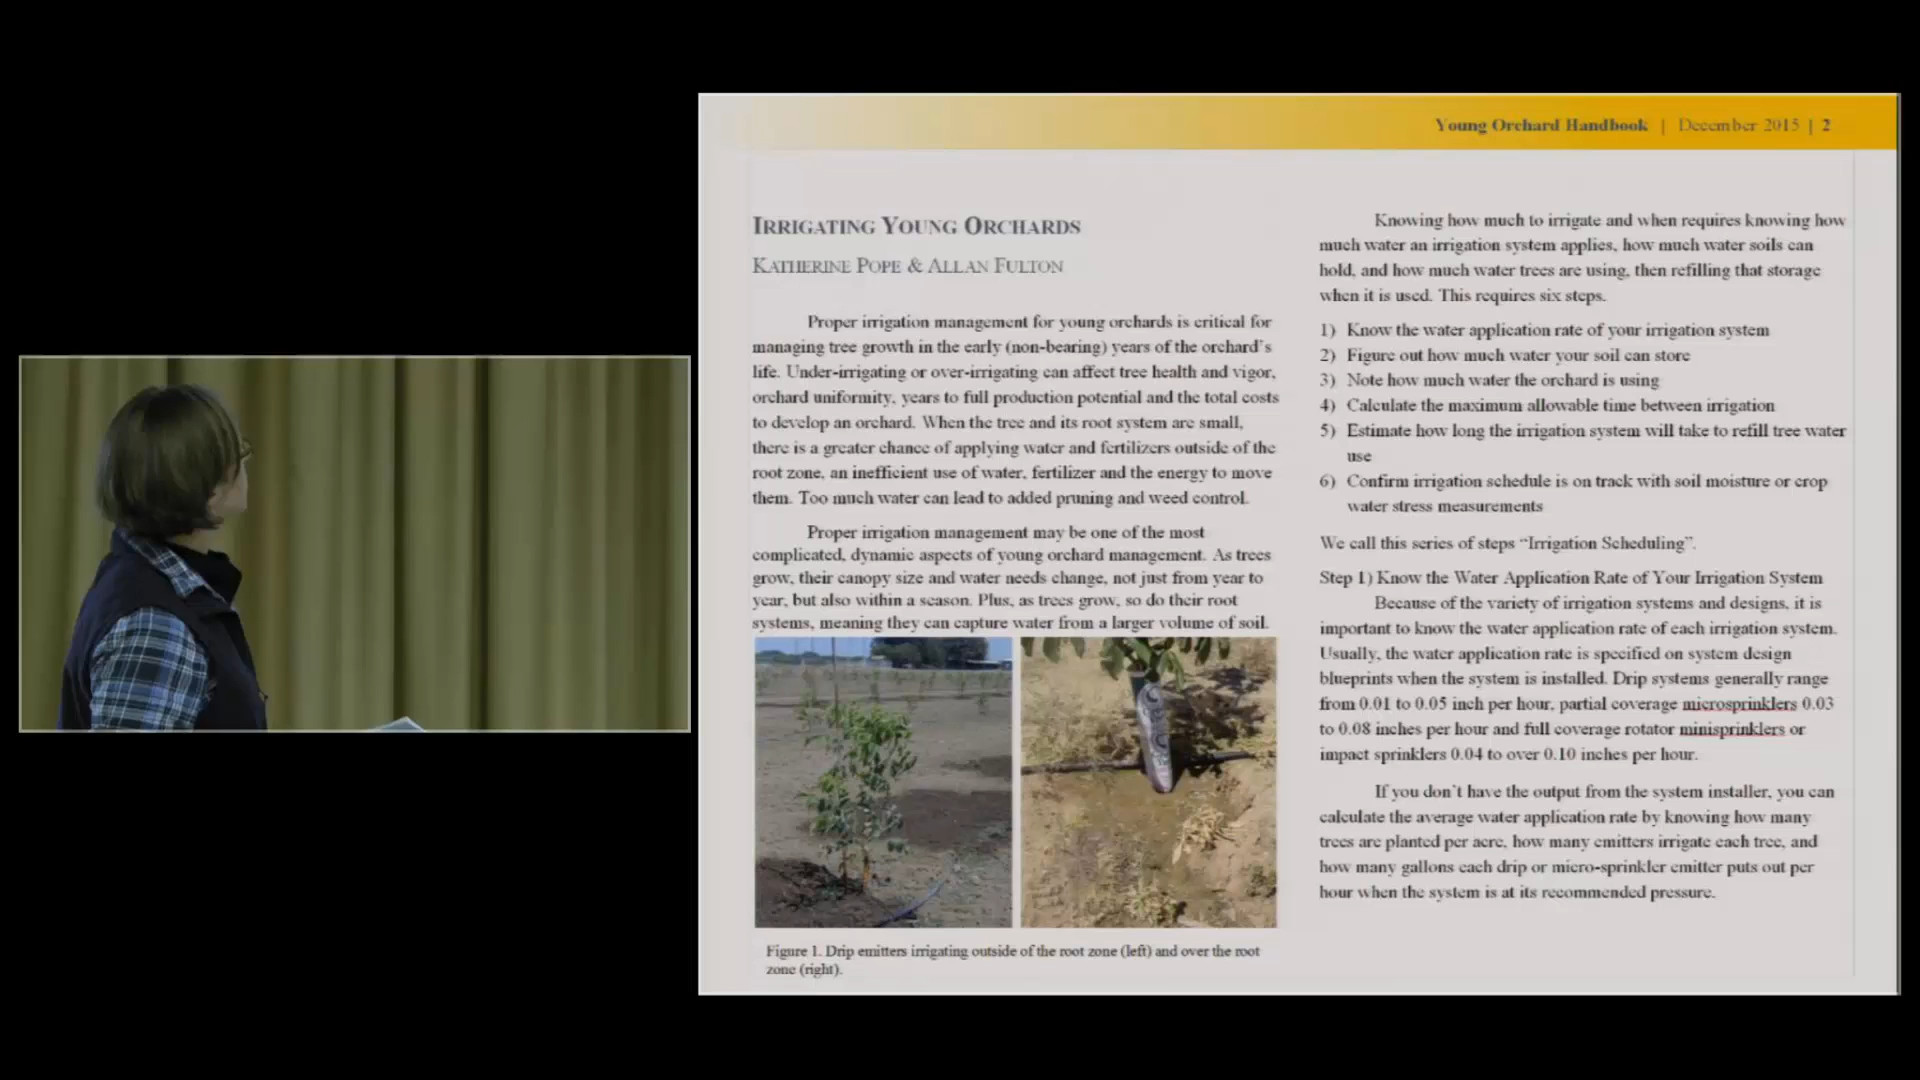 Young Orchard Handbook | December 2015 | 2
IRRIGATING YOUNG ORCHARDS
KATHERINE POPE & ALLAN FULTON
Proper irrigation management for young orchards is critical for
managing tree growth in the early (non-bearing) years of the orchard's
life. Under-irrigating or over-irrigating can affect tree health and vigor,
orchard uniformity, years to full production potential and the total costs
to develop an orchard. When the tree and its root system are small,
there is a greater chance of applying water and fertilizers outside of the
root zone, an inefficient use of water, fertilizer and the energy to move
them. Too much water can lead to added pruning and weed control.
Proper irrigation management may be one of the most
complicated, dynamic aspects of young orchard management. As trees
grow, their canopy size and water needs change, not just from year to
year, but also within a season. Plus, as trees grow, so do their root
systems, meaning they can capture water from a larger volume of soil.
Figure 1. Drip emitters irrigating outside of the root zone (left) and over the root
zone (right).
Knowing how much to irrigate and when requires knowing how
much water an irrigation system applies, how much water soils can
hold, and how much water trees are using, then refilling that storage
when it is used. This requires six steps.
1) Know the water application rate of your irrigation system
2) Figure out how much water your soil can store
3) Note how much water the orchard is using
4) Calculate the maximum allowable time between irrigation
5) Estimate how long the irrigation system will take to refill tree water
use
6) Confirm irrigation schedule is on track with soil moisture or crop
water stress measurements
We call this series of steps “Irrigation Scheduling”.
Step 1) Know the Water Application Rate of Your Irrigation System
Because of the variety of irrigation systems and designs, it is
important to know the water application rate of each irrigation system.
Usually, the water application rate is specified on system design
blueprints when the system is installed. Drip systems generally range
from 0.01 to 0.05 inch per hour, partial coverage microsprinklers 0.03
to 0.08 inches per hour and full coverage rotator minisprinklers or
impact sprinklers 0.04 to over 0.10 inches per hour.
If you don't have the output from the system installer, you can
calculate the average water application rate by knowing how many
trees are planted per acre, how many emitters irrigate each tree, and
how many gallons each drip or micro-sprinkler emitter puts out per
hour when the system is at its recommended pressure.